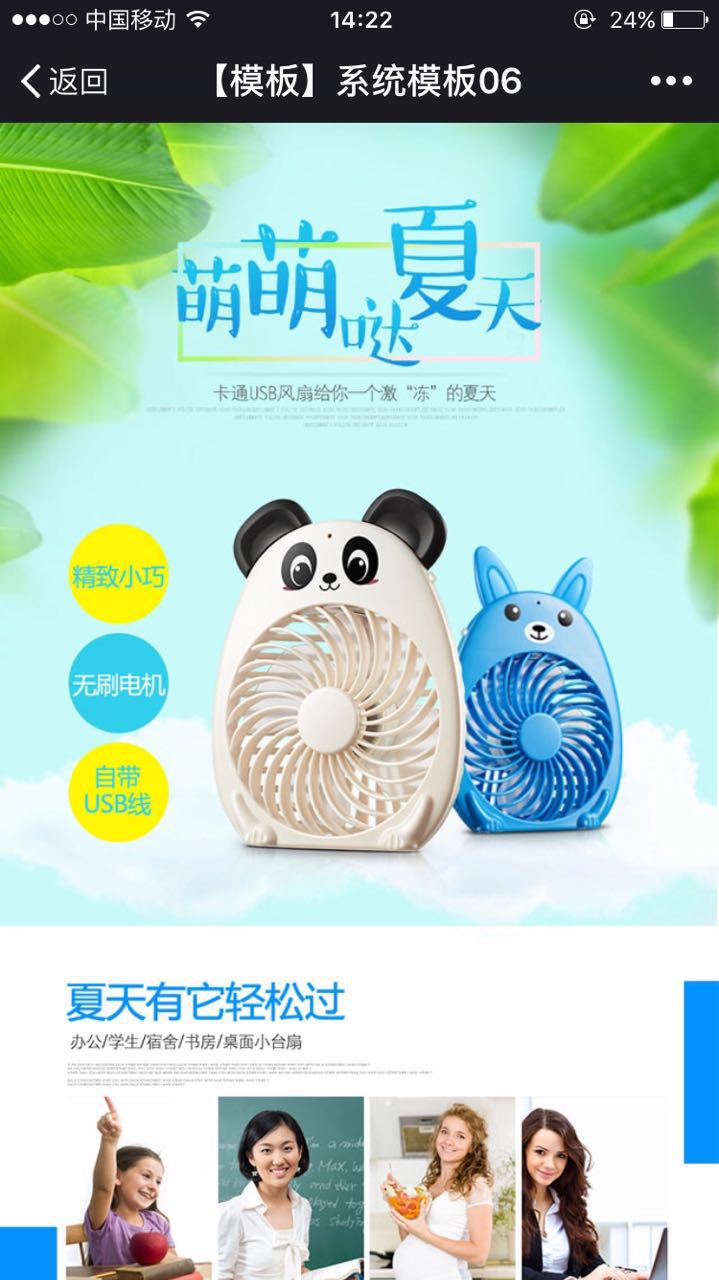 中国移动
14:22
24%
返回
【模板】系统模板06
萌萌哒夏天
卡通USB风扇给你一个激“冻”的夏天
精致小巧
无刷电机
自带
USB线
夏天有它轻松过
办公/学生/宿舍/书房/桌面小台扇